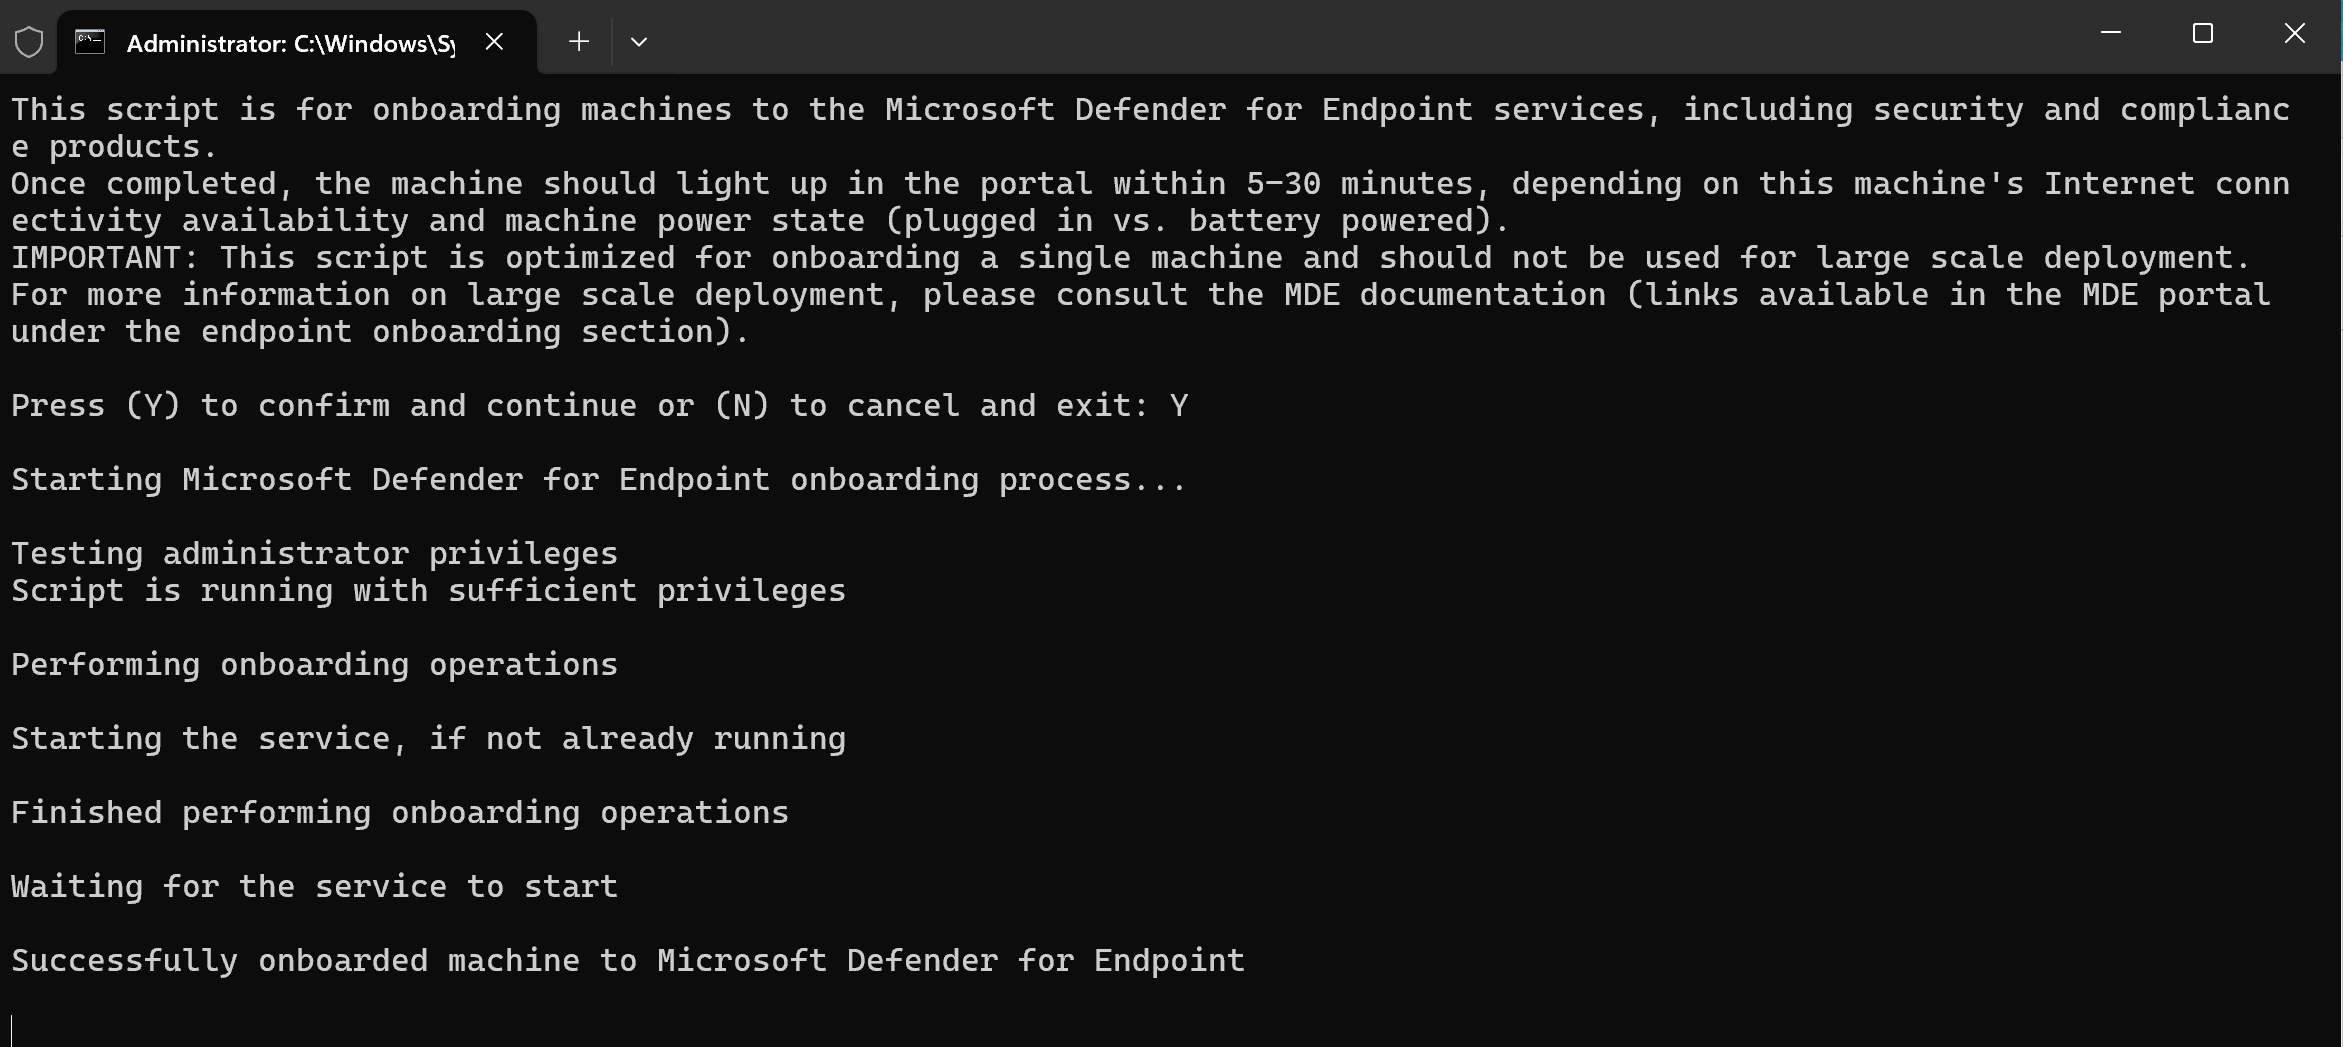 Administrator: C:\Windows\Sy
This script is for onboarding machines to the Microsoft Defender for Endpoint services, including security and complianc
e products.
Once completed, the machine should light up in the portal within 5-30 minutes, depending on this machine's Internet conn
ectivity availability and machine power state (plugged in vs. battery powered).
IMPORTANT: This script is optimized for onboarding a single machine and should not be used for large scale deployment.
For more information on large scale deployment, please consult the MDE documentation (links available in the MDE portal
under the endpoint onboarding section).
Press (Y) to confirm and continue or (N) to cancel and exit: Y
Starting Microsoft Defender for Endpoint onboarding process...
Testing administrator privileges
Script is running with sufficient privileges
Performing onboarding operations
Starting the service, if not already running
Finished performing onboarding operations
Waiting for the service to start
Successfully onboarded machine to Microsoft Defender for Endpoint